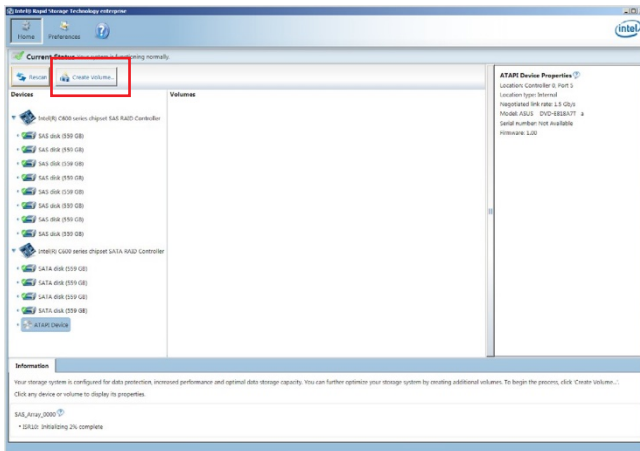 Intel® Rapid Storage Technology enterprise
Home
Preferences
intel
Current Status Your system is functioning normally.
Rescan
Create Volume...
Devices
Volumes
Intel(R) C600 series chipset SAS RAID Controller
SAS disk (559 GB)
SAS disk (559 GB)
SAS disk (559 GB)
SAS disk (559 GB)
SAS disk (559 GB)
SAS disk (559 GB)
SAS disk (559 GB)
SAS disk (559 GB)
Intel(R) C600 series chipset SATA RAID Controller
SATA disk (559 GB)
SATA disk (559 GB)
SATA disk (559 GB)
SATA disk (559 GB)
ATAPI Device
ATAPI Device Properties
Location: Controller 0, Port 5
Location type: Internal
Negotiated link rate: 1.5 Gb/s
Model: ASUS DVD-E818A7T a
Serial number: Not Available
Firmware: 1.00
Information
Your storage system is configured for data protection, increased performance and optimal data storage capacity. You can further optimize your storage system by creating additional volumes. To begin the process, click 'Create Volume...'.
Click any device or volume to display its properties.
SAS_Array_0000
• ISR10: Initializing 2% complete